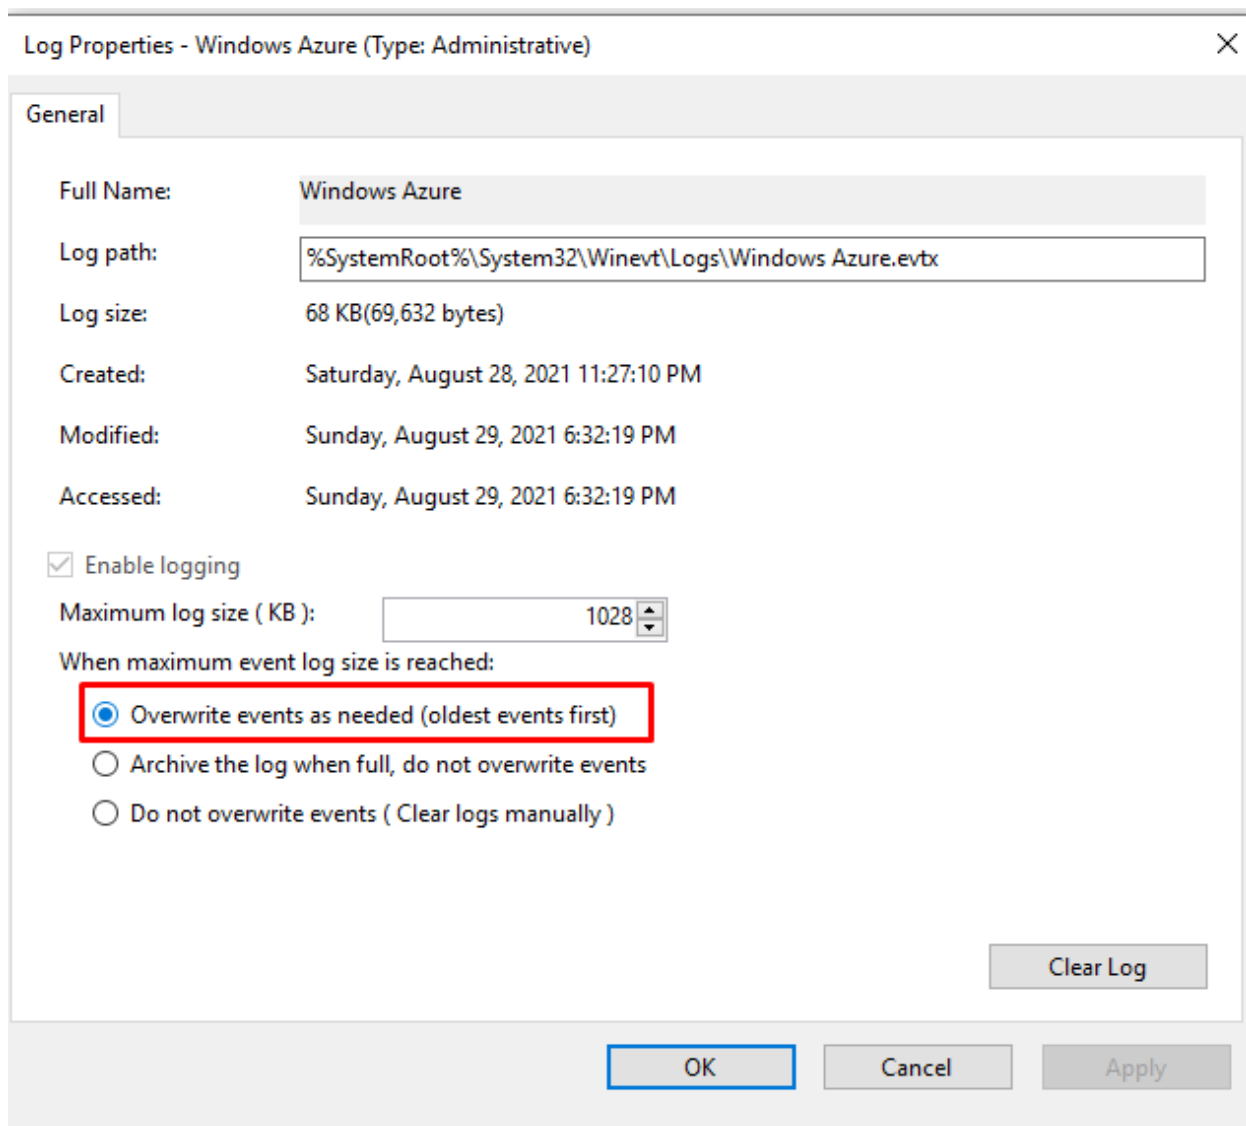 Log Properties - Windows Azure (Type: Administrative)
General
Full Name: Windows Azure
Log path: %SystemRoot%\System32\Winevt\Logs\Windows Azure.evtx
Log size: 68 KB(69,632 bytes)
Created: Saturday, August 28, 2021 11:27:10 PM
Modified: Sunday, August 29, 2021 6:32:19 PM
Accessed: Sunday, August 29, 2021 6:32:19 PM
Enable logging
Maximum log size ( KB ): 1028
When maximum event log size is reached:
Overwrite events as needed (oldest events first)
Archive the log when full, do not overwrite events
Do not overwrite events ( Clear logs manually )
Clear Log
OK Cancel Apply